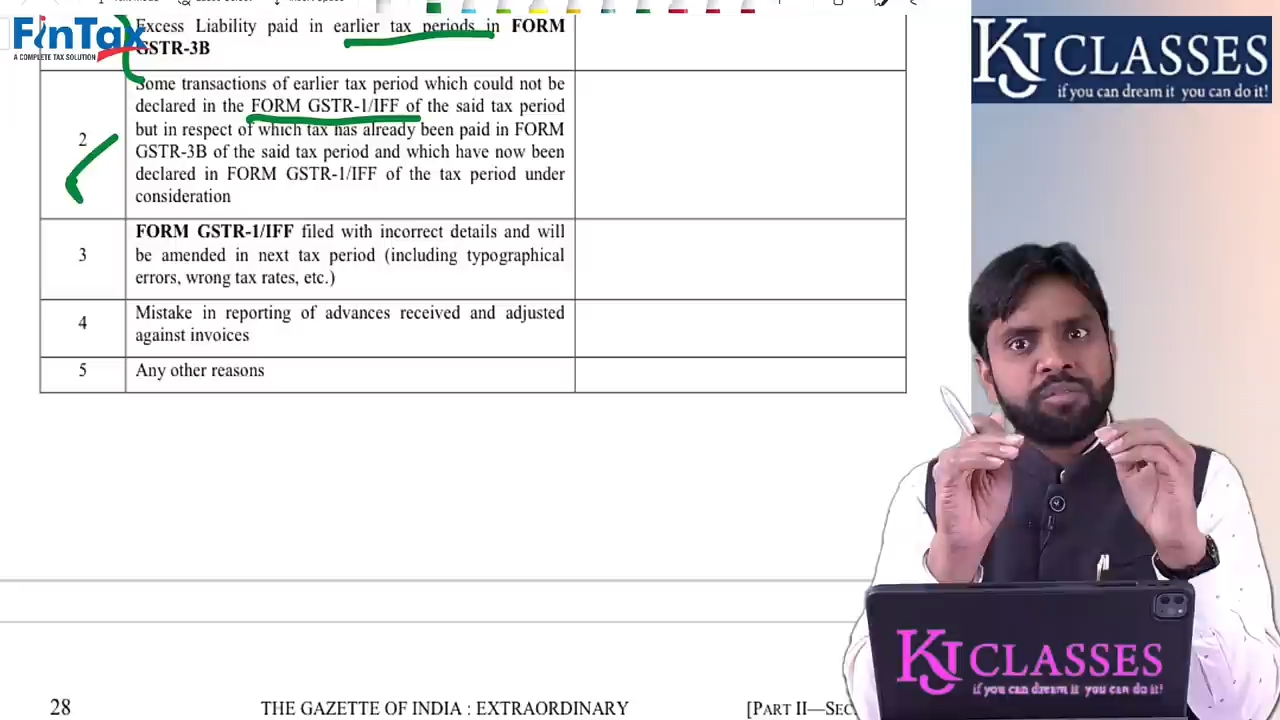 FinTax
A COMPLETE TAX SOLUTION
Excess Liability paid in earlier tax periods in FORM
GSTR-3B
2
Some transactions of earlier tax period which could not be
declared in the FORM GSTR-1/IFF of the said tax period
but in respect of which tax has already been paid in FORM
GSTR-3B of the said tax period and which have now been
declared in FORM GSTR-1/IFF of the tax period under
consideration
3
FORM GSTR-1/IFF filed with incorrect details and will
be amended in next tax period (including typographical
errors, wrong tax rates, etc.)
4
Mistake in reporting of advances received and adjusted
against invoices
5
Any other reasons
28
THE GAZETTE OF INDIA : EXTRAORDINARY
[PART II—SEC
KJ CLASSES
if you can dream it you can do it!
KJ CLASSES
if you can dream it you can do it!